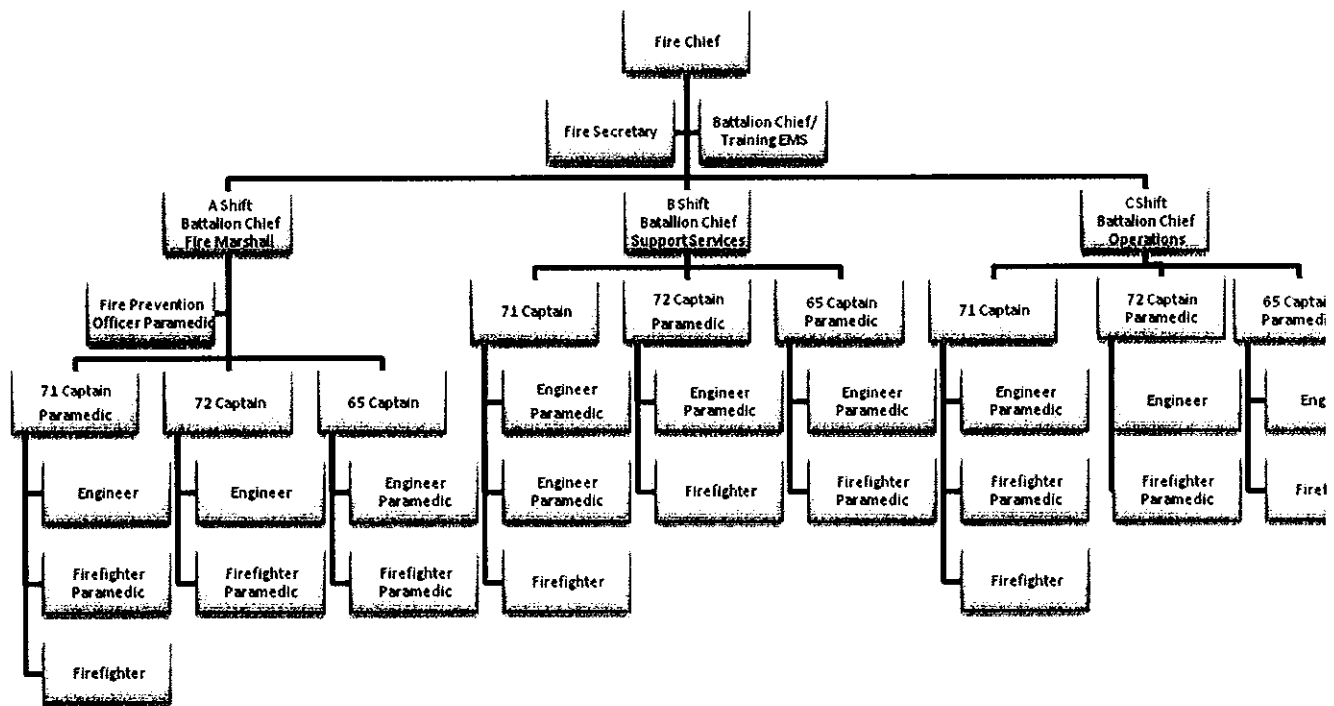 Fire Chief
Fire Secretary
Battalion Chief/
Training EMS
A Shift
Battalion Chief
Fire Marshall
B Shift
Batallion Chief
Support Services
C Shift
Battalion Chief
Operations
Fire Prevention
Officer Paramedic
71 Captain
Paramedic
Engineer
Firefighter
Paramedic
Firefighter
72 Captain
Engineer
Firefighter
Paramedic
65 Captain
Engineer
Paramedic
Firefighter
Paramedic
71 Captain
Engineer
Paramedic
Engineer
Paramedic
Firefighter
72 Captain
Paramedic
Engineer
Paramedic
Firefighter
65 Captain
Paramedic
Engineer
Paramedic
Firefighter
Paramedic
71 Captain
Engineer
Paramedic
Firefighter
Paramedic
Firefighter
72 Captain
Paramedic
Engineer
Firefighter
Paramedic
65 Captain